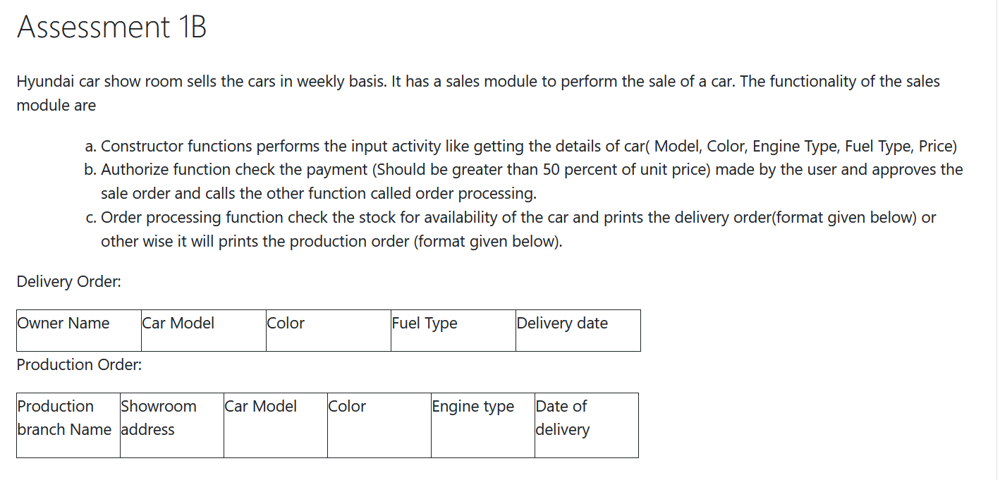 Assessment 1B
Hyundai car show room sells the cars in weekly basis. It has a sales module to perform the sale of a car. The functionality of the sales
module are
a. Constructor functions performs the input activity like getting the details of car( Model, Color, Engine Type, Fuel Type, Price)
b. Authorize function check the payment (Should be greater than 50 percent of unit price) made by the user and approves the
sale order and calls the other function called order processing.
c. Order processing function check the stock for availability of the car and prints the delivery order(format given below) or
other wise it will prints the production order (format given below).
Delivery Order:
Owner Name Car Model Color Fuel Type Delivery date
Production Order:
Production Showroom Car Model Color Engine type Date of
branch Name address delivery